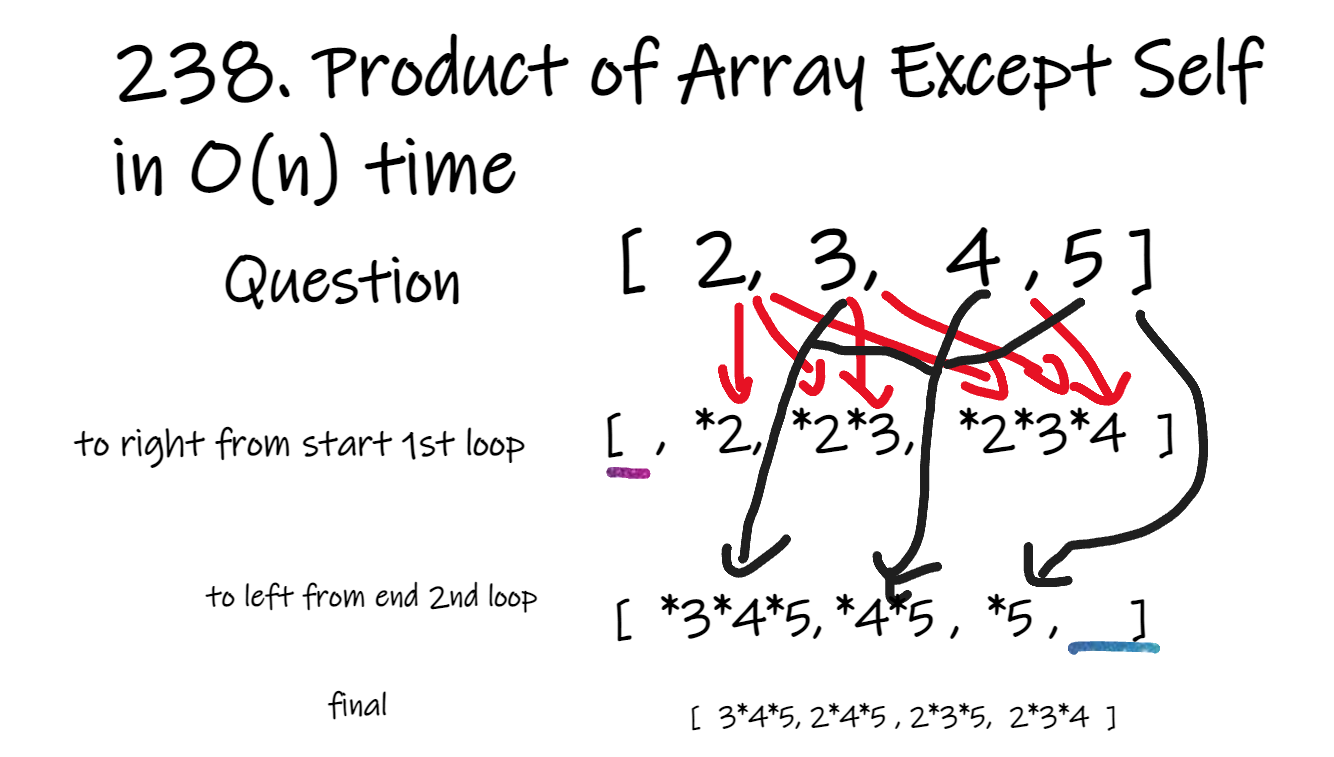 238. Product of Array Except Self
in O(n) time
Question
[ 2, 3, 4 , 5 ]
to right from start 1st loop
[ , *2, *2*3, *2*3*4 ]
to left from end 2nd loop
[ *3*4*5, *4*5 , *5 , ]
final
[ 3*4*5, 2*4*5 , 2*3*5, 2*3*4 ]